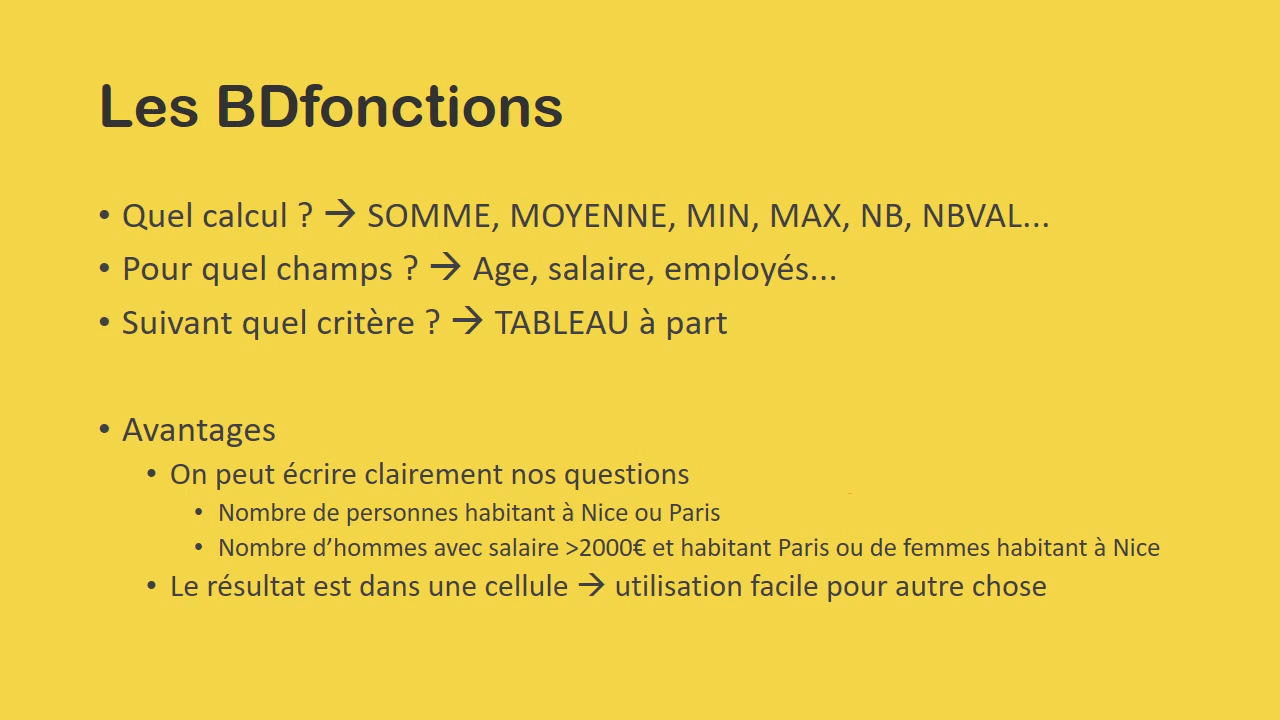 Les BDfonctions
• Quel calcul ? → SOMME, MOYENNE, MIN, MAX, NB, NBVAL...
• Pour quel champs ? → Age, salaire, employés...
• Suivant quel critère ? → TABLEAU à part
• Avantages
• On peut écrire clairement nos questions
• Nombre de personnes habitant à Nice ou Paris
• Nombre d’hommes avec salaire >2000€ et habitant Paris ou de femmes habitant à Nice
• Le résultat est dans une cellule → utilisation facile pour autre chose